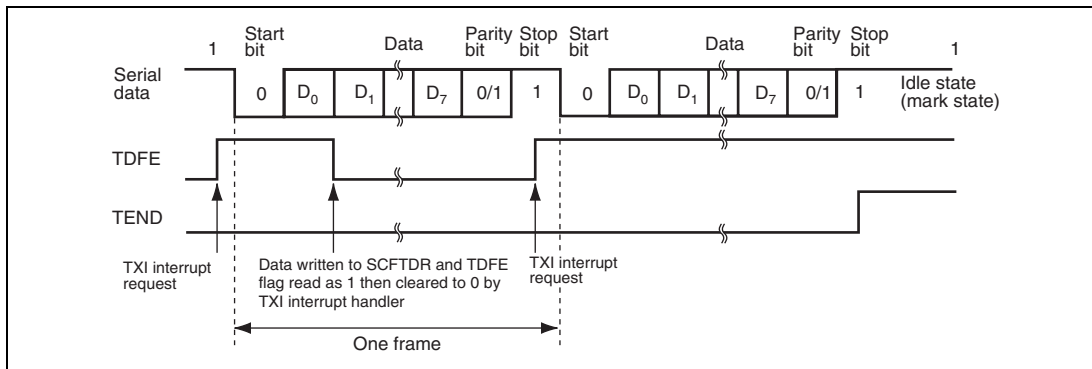 1 Start bit Data Parity bit Stop bit Start bit Data Parity bit Stop bit 1
Serial data 0 D0 D1 D7 0/1 1 0 D0 D1 D7 0/1 1 Idle state (mark state)
TDFE
TEND
TXI interrupt request
Data written to SCFTDR and TDFE
flag read as 1 then cleared to 0 by
TXI interrupt handler
TXI interrupt request
One frame